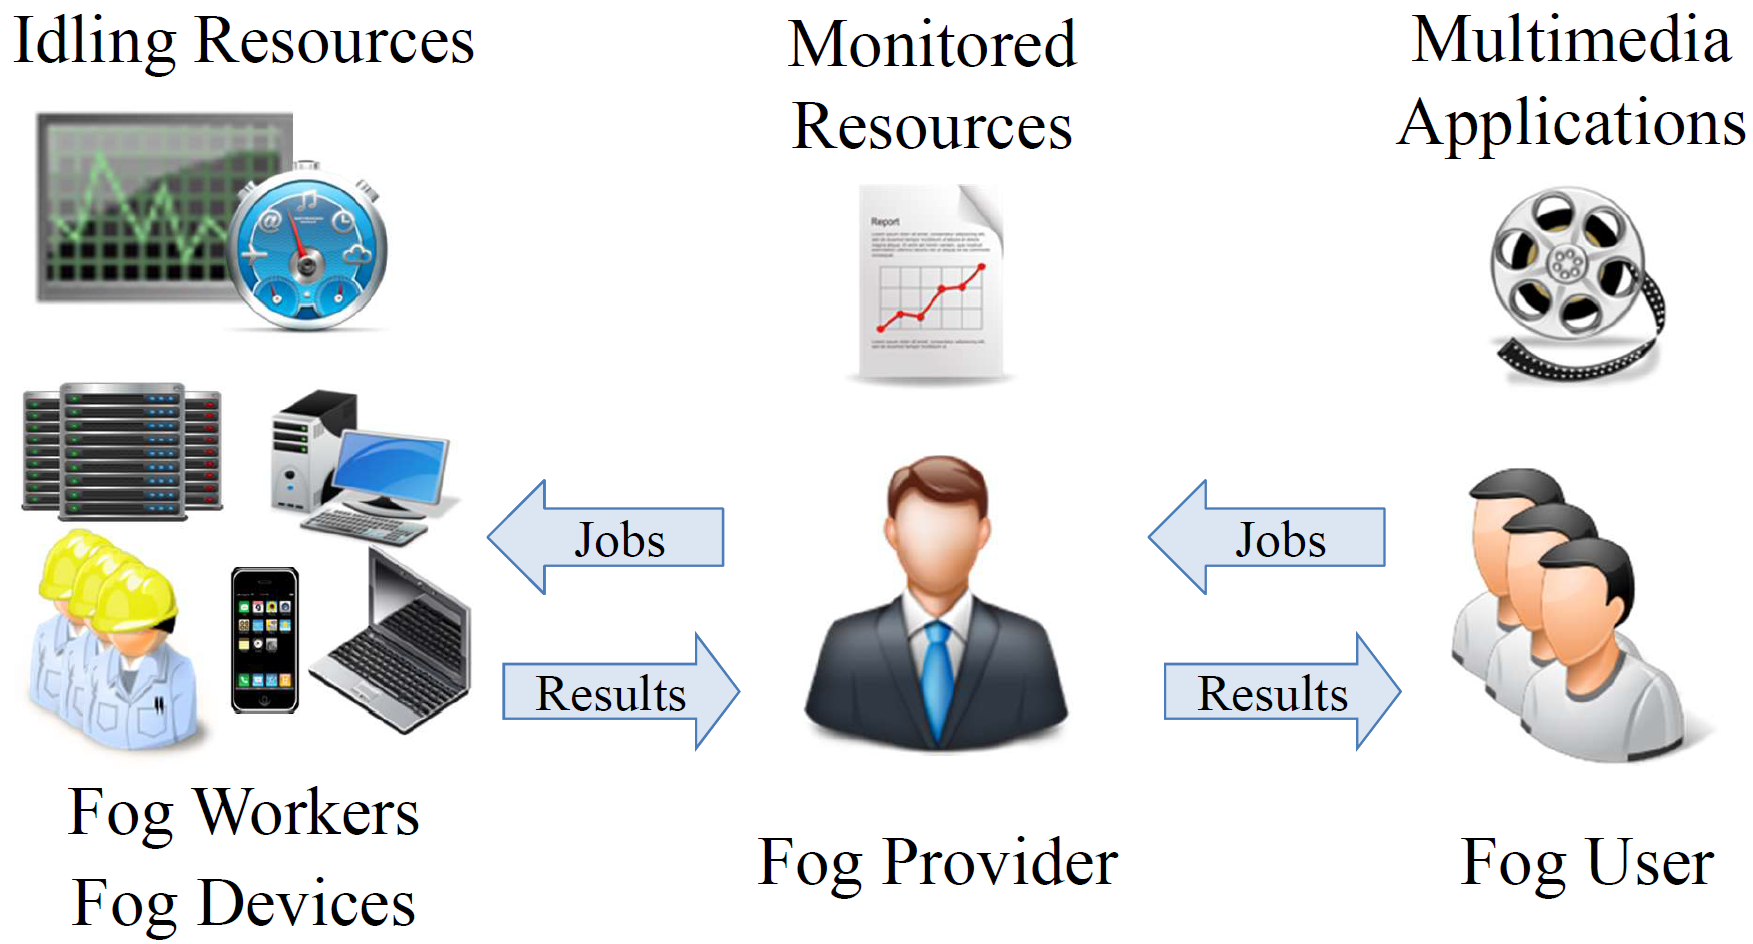 Idling Resources
Monitored
Resources
Multimedia
Applications
Report
@
Jobs
Jobs
Results
Results
Fog Workers
Fog Devices
Fog Provider
Fog User